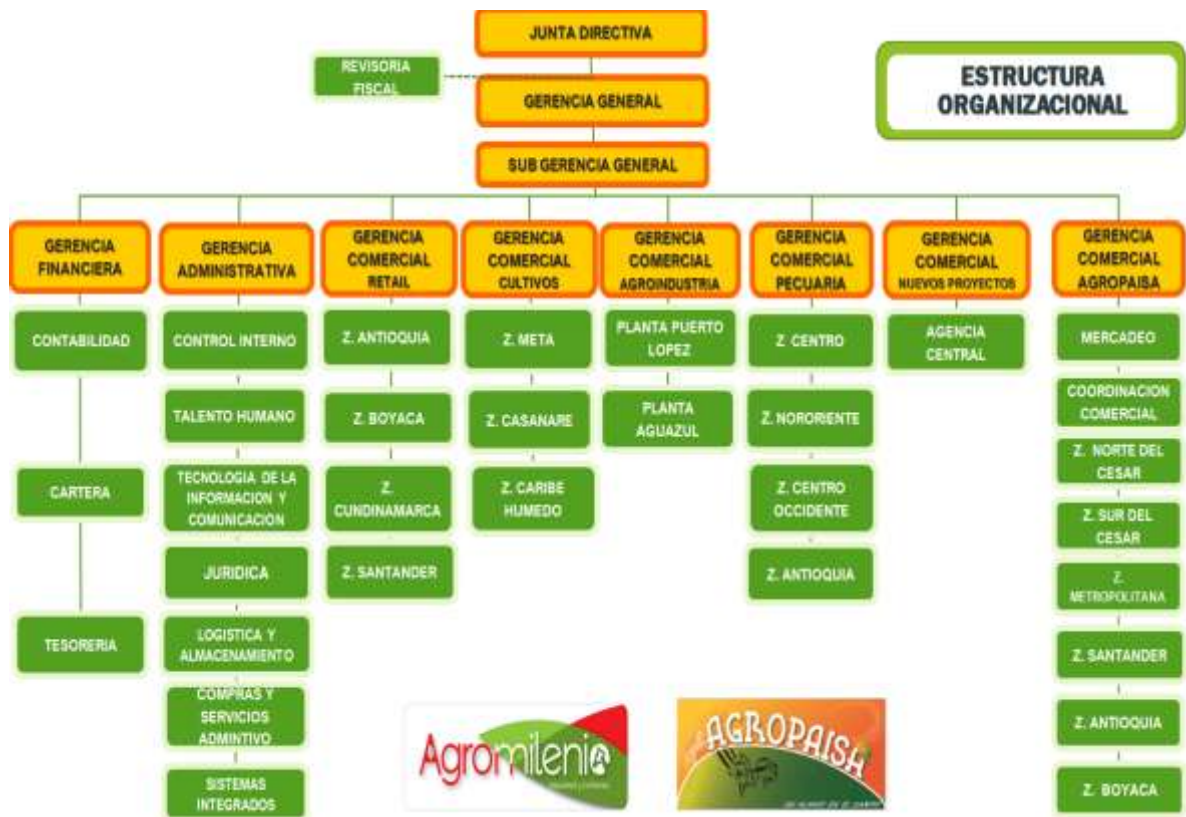 JUNTA DIRECTIVA
REVISORIA
FISCAL
ESTRUCTURA
ORGANIZACIONAL
GERENCIA GENERAL
SUB GERENCIA GENERAL
GERENCIA
FINANCIERA
CONTABILIDAD
CARTERA
TESORERIA
GERENCIA
ADMINISTRATIVA
CONTROL INTERNO
TALENTO HUMANO
TECNOLOGIA DE LA
INFORMACION Y
COMUNICACION
JURIDICA
LOGISTICA Y
ALMACENAMIENTO
COMPRAS Y
SERVICIOS
ADMINTIVO
SISTEMAS
INTEGRADOS
GERENCIA
COMERCIAL
RETAIL
Z. ANTIOQUIA
Z. BOYACA
Z.
CUNDINAMARCA
Z. SANTANDER
GERENCIA
COMERCIAL
CULTIVOS
Z. META
Z. CASANARE
Z. CARIBE
HUMEDO
GERENCIA
COMERCIAL
AGROINDUSTRIA
PLANTA PUERTO
LOPEZ
PLANTA
AGUAZUL
GERENCIA
COMERCIAL
PECUARIA
Z. CENTRO
Z. NORORIENTE
Z. CENTRO
OCCIDENTE
Z. ANTIOQUIA
GERENCIA
COMERCIAL
NUEVOS PROYECTOS
AGENCIA
CENTRAL
GERENCIA
COMERCIAL
AGROPAISA
MERCADEO
COORDINACION
COMERCIAL
Z. NORTE DEL
CESAR
Z. SUR DEL
CESAR
Z.
METROPOLITANA
Z. SANTANDER
Z. ANTIOQUIA
Z. BOYACA
Agromilenio
AGROPAISA